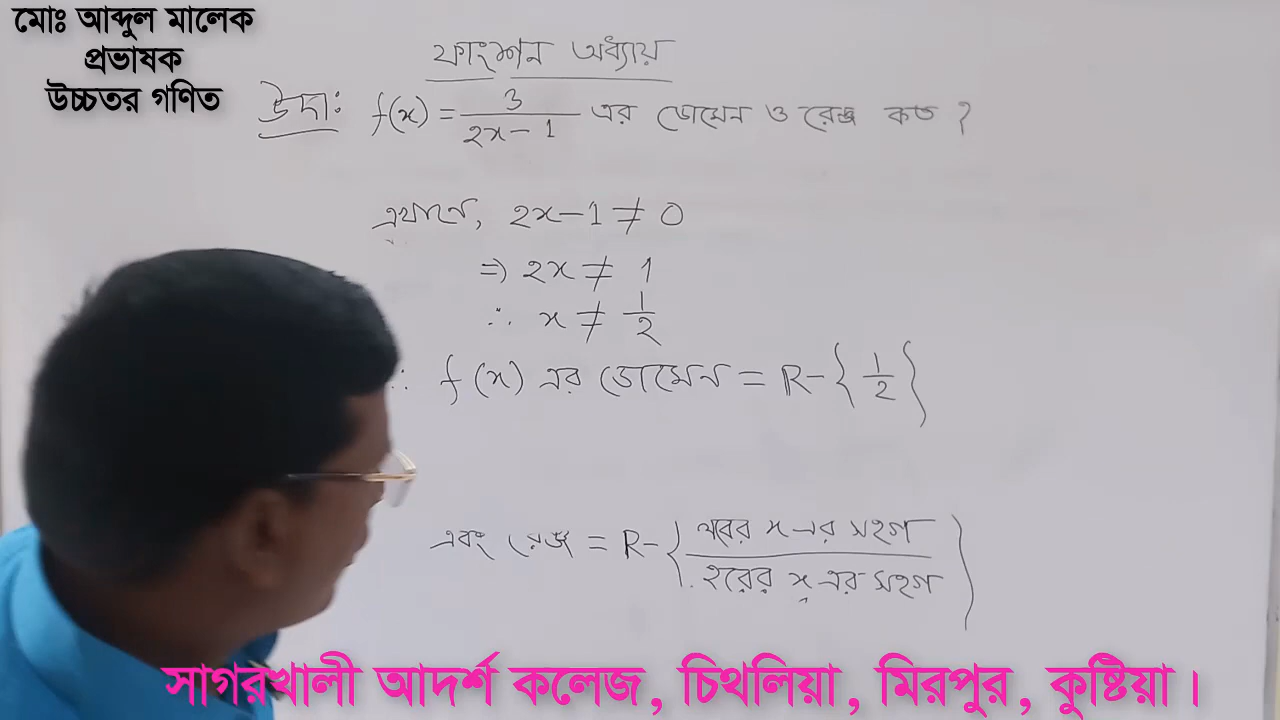 মোঃ আব্দুল মালেক
প্রভাষক
উচ্চতর গণিত
ফাংশন অধ্যায়
উদা: f(x) = 3/(2x-1) এর ডোমেন ও রেঞ্জ কত ?
এখানে, 2x-1 ≠ 0
⇒ 2x ≠ 1
∴ x ≠ 1/2
∴ f(x) এর ডোমেন = R-{1/2}
এবং রেঞ্জ = R-{লবের x এর সহগ/হরের x এর সহগ}
সাগরখালী আদর্শ কলেজ, চিথলিয়া, মিরপুর, কুষ্টিয়া।